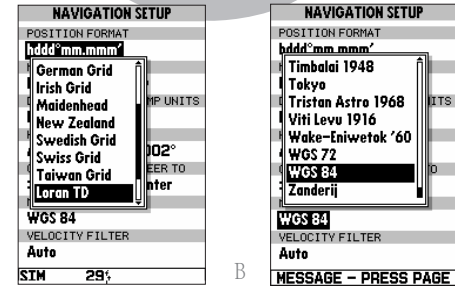 NAVIGATION SETUP
POSITION FORMAT
hddd°mm.mmm'
German Grid
Irish Grid
Maidenhead
New Zealand
Swedish Grid
Swiss Grid
Taiwan Grid
Loran TD
MP UNITS
002°
EER TO
nter
WGS 84
VELOCITY FILTER
Auto
SIM 29
B
NAVIGATION SETUP
POSITION FORMAT
hddd°mm.mmm'
Timbalai 1948
Tokyo
Tristan Astro 1968
Viti Levu 1916
Wake-Eniwetok '60
WGS 72
WGS 84
Zanderij
ITS
WGS 84
VELOCITY FILTER
Auto
MESSAGE – PRESS PAGE